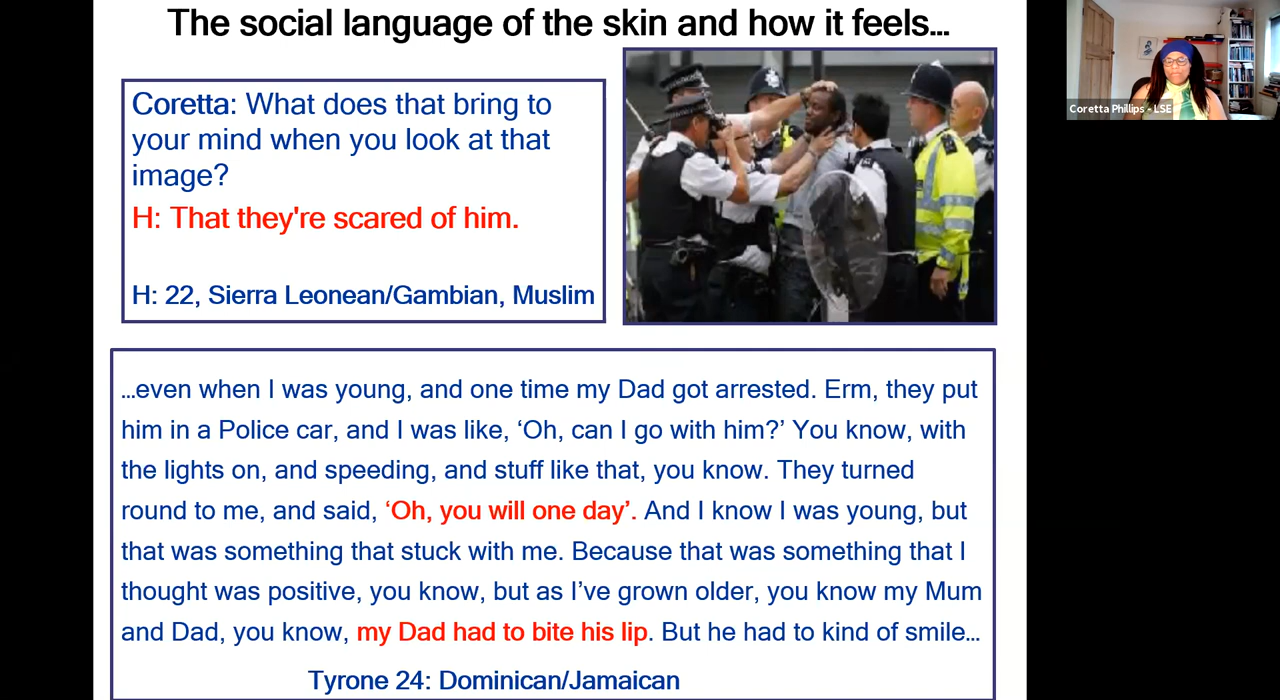 The social language of the skin and how it feels…
Coretta: What does that bring to
your mind when you look at that
image?
H: That they're scared of him.
H: 22, Sierra Leonean/Gambian, Muslim
…even when I was young, and one time my Dad got arrested. Erm, they put
him in a Police car, and I was like, ‘Oh, can I go with him?’ You know, with
the lights on, and speeding, and stuff like that, you know. They turned
round to me, and said, ‘Oh, you will one day’. And I know I was young, but
that was something that stuck with me. Because that was something that I
thought was positive, you know, but as I’ve grown older, you know my Mum
and Dad, you know, my Dad had to bite his lip. But he had to kind of smile…
Tyrone 24: Dominican/Jamaican
Coretta Phillips - LSE